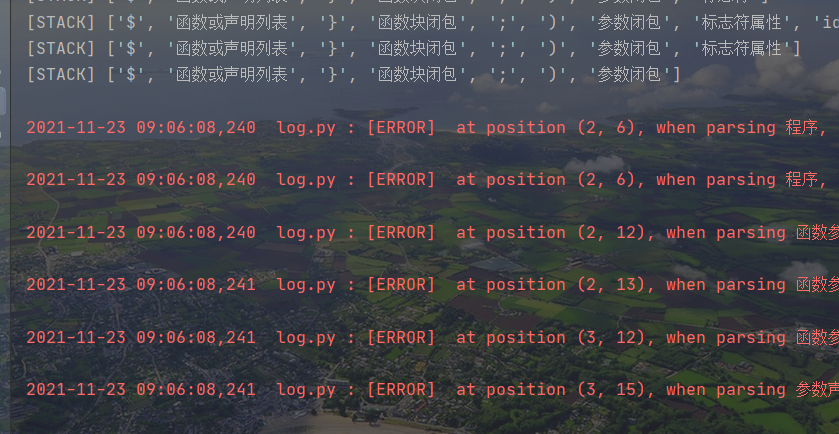 [STACK] ['$', '函数或声明列表', '}', '函数块闭包', ';', ')', '参数闭包', '标志符属性', 'id
[STACK] ['$', '函数或声明列表', '}', '函数块闭包', ';', ')', '参数闭包', '标志符属性']
[STACK] ['$', '函数或声明列表', '}', '函数块闭包', ';', ')', '参数闭包']
2021-11-23 09:06:08,240  log.py : [ERROR]  at position (2, 6), when parsing 程序,
2021-11-23 09:06:08,240  log.py : [ERROR]  at position (2, 6), when parsing 程序,
2021-11-23 09:06:08,240  log.py : [ERROR]  at position (2, 12), when parsing 函数参
2021-11-23 09:06:08,241  log.py : [ERROR]  at position (2, 13), when parsing 函数参
2021-11-23 09:06:08,241  log.py : [ERROR]  at position (3, 12), when parsing 函数参
2021-11-23 09:06:08,241  log.py : [ERROR]  at position (3, 15), when parsing 参数声